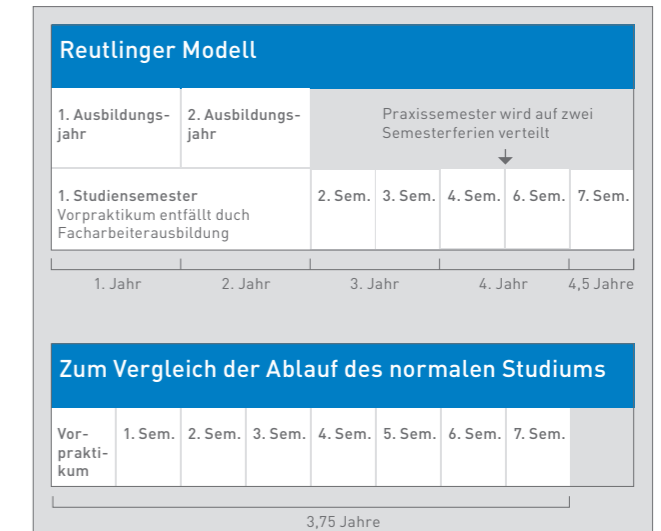 Reutlinger Modell
1. Ausbildungs-
jahr
2. Ausbildungs-
jahr
Praxissemester wird auf zwei
Semesterferien verteilt
1. Studiensemester
Vorpraktikum entfällt duch
Facharbeiterausbildung
2. Sem.
3. Sem.
4. Sem.
6. Sem.
7. Sem.
1. Jahr
2. Jahr
3. Jahr
4. Jahr
4,5 Jahre
Zum Vergleich der Ablauf des normalen Studiums
Vor-
prakti-
kum
1. Sem.
2. Sem.
3. Sem.
4. Sem.
5. Sem.
6. Sem.
7. Sem.
3,75 Jahre